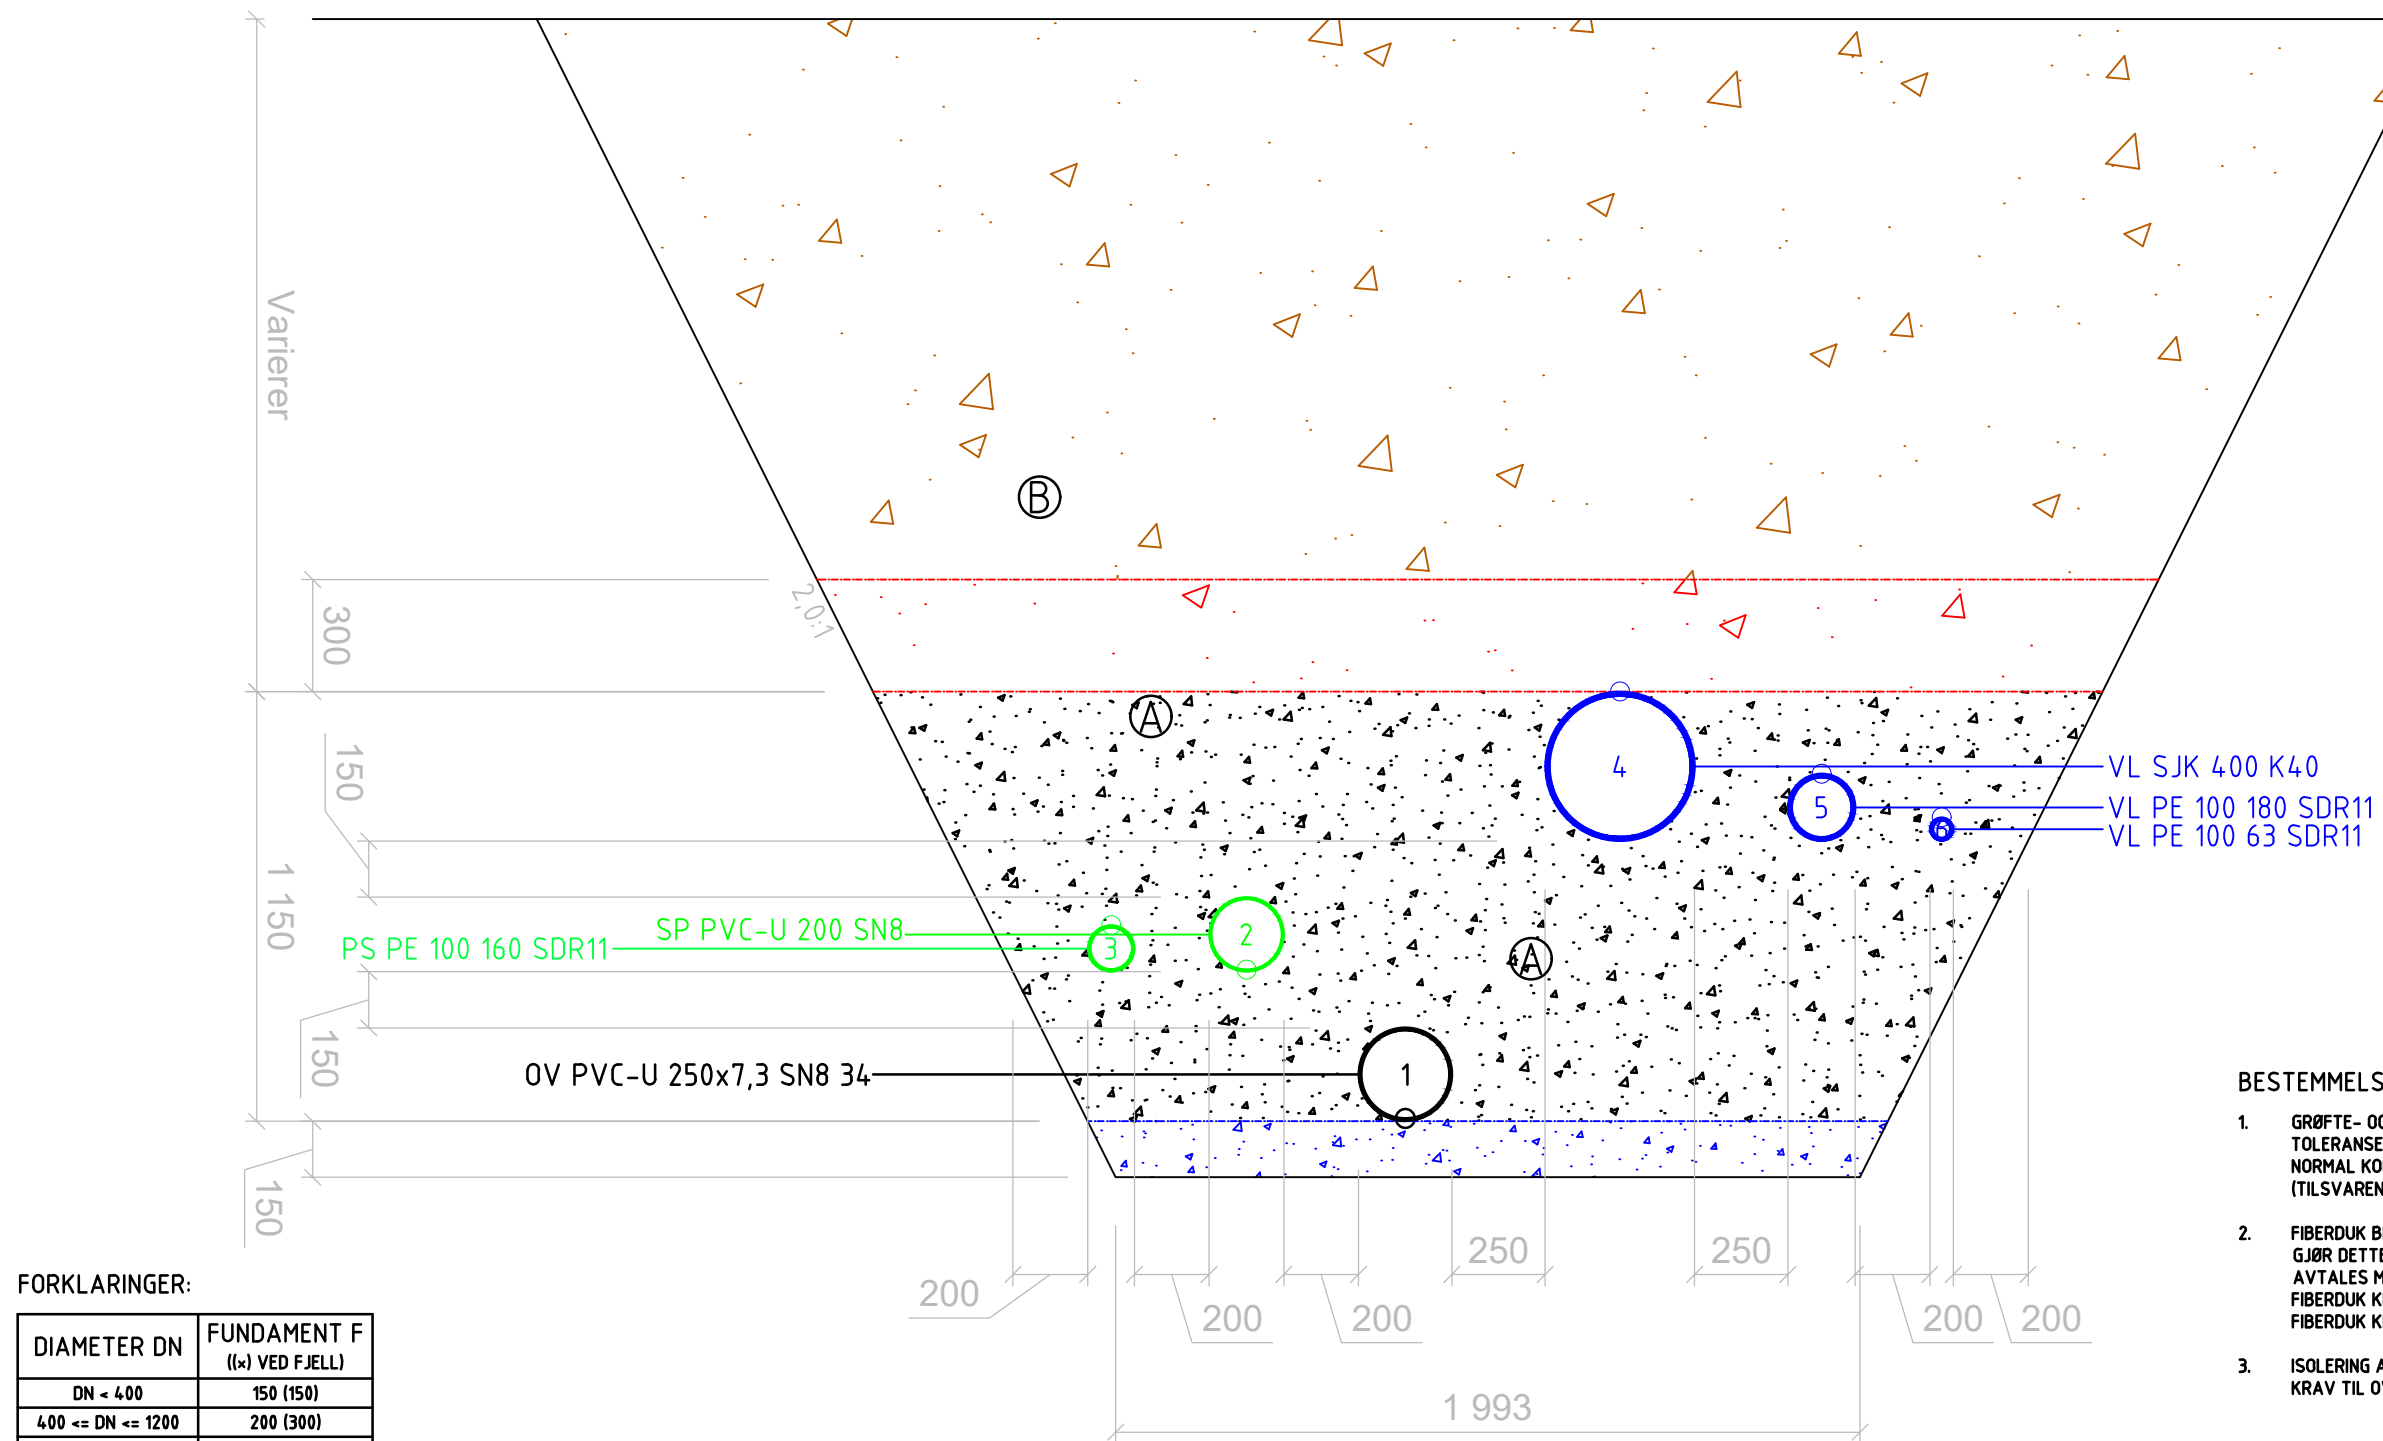 Varierer
B
300
2,0:1
A
150
4
VL SJK 400 K40
5
VL PE 100 180 SDR11
VL PE 100 63 SDR11
1 150
SP PVC-U 200 SN8
2
PS PE 100 160 SDR11
3
A
150
OV PVC-U 250x7,3 SN8 34
1
150
BESTEMMELS
1. GRØFTE- OG
TOLERANSE
NORMAL
(TILSVAREN
250
250
200
200
200
200
200
2. FIBERDUK
GJØR DETTE
AVTALES M
FIBERDUK
FIBERDUK
3. ISOLERING A
KRAV TIL OV
1 993
FORKLARINGER:
DIAMETER DN
FUNDAMENT F
((x) VED FJELL)
DN < 400
150 (150)
400 <= DN <= 1200
200 (300)